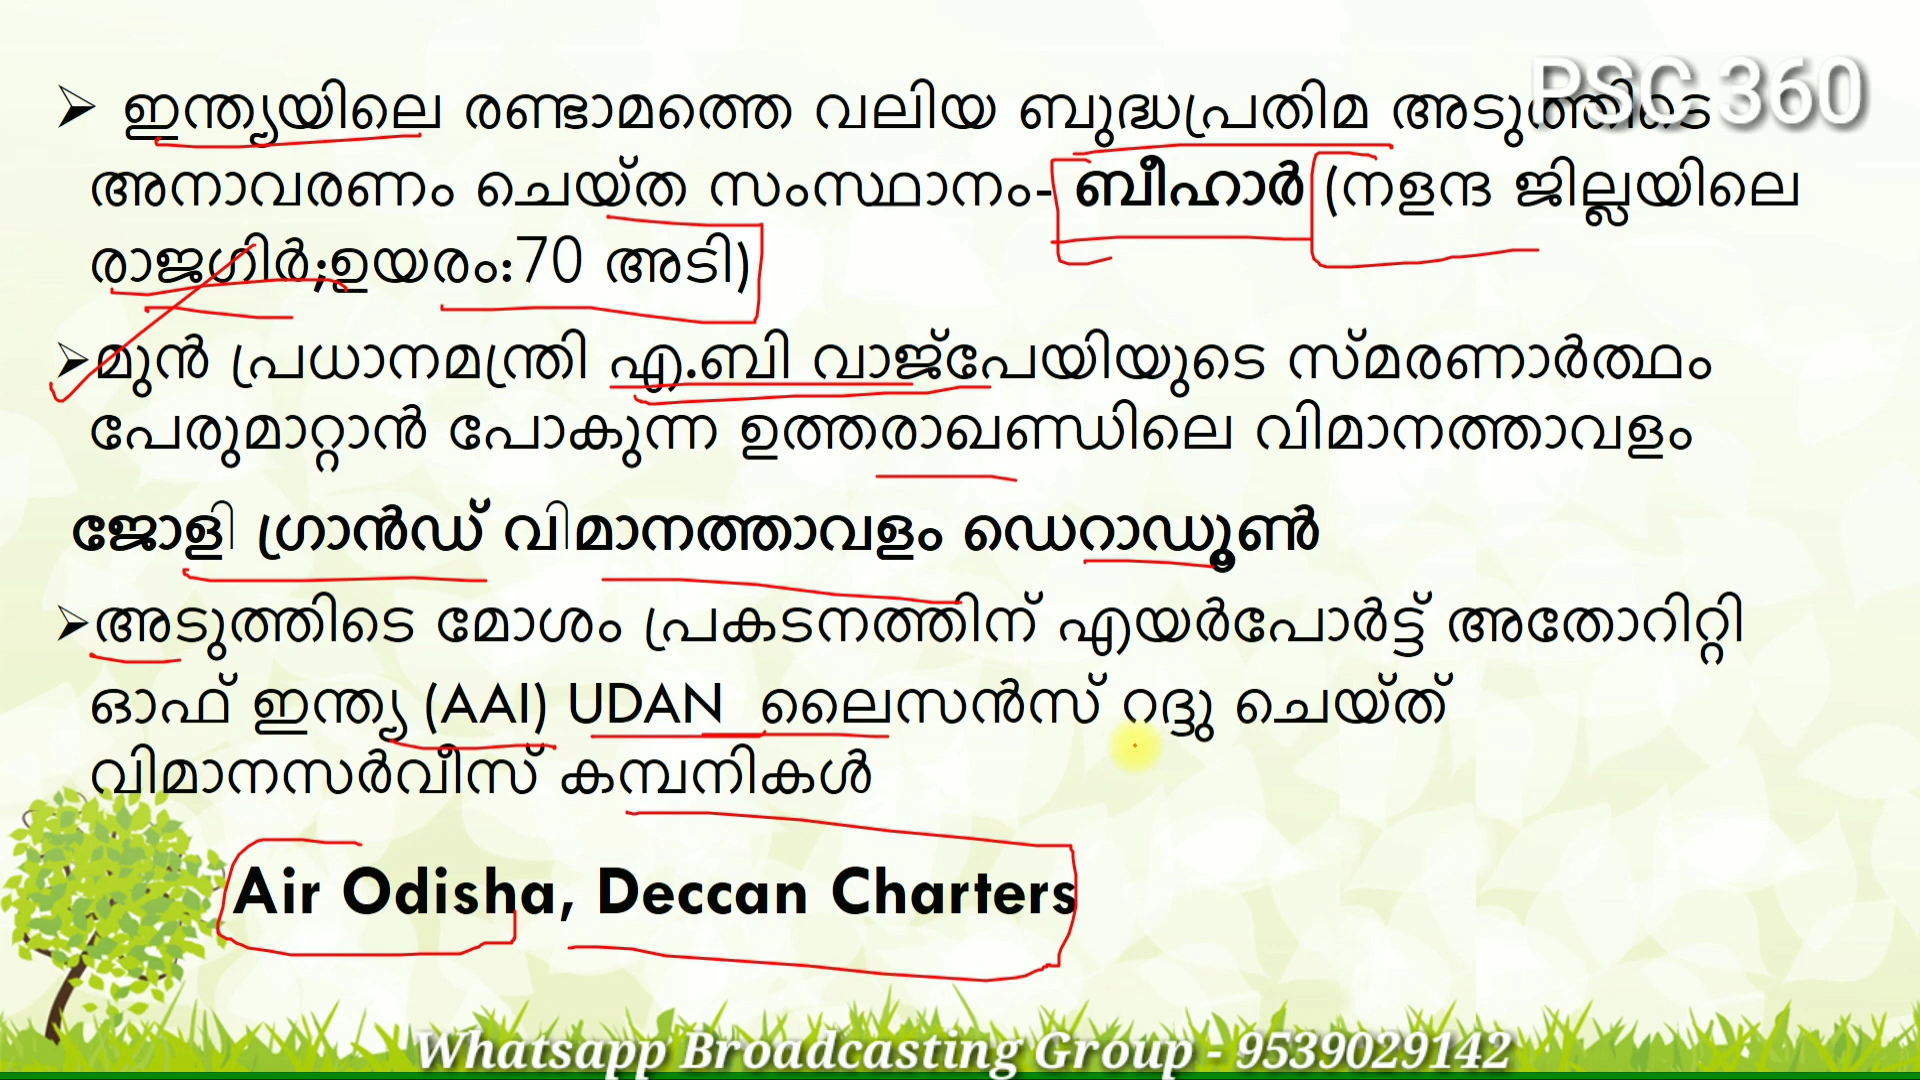 PSC 360
➢ ഇന്ത്യയിലെ രണ്ടാമത്തെ വലിയ ബുദ്ധപ്രതിമ അടുത്തിടെ
അനാവരണം ചെയ്ത സംസ്ഥാനം- ബീഹാർ (നളന്ദ ജില്ലയിലെ
രാജഗിർ;ഉയരം:70 അടി)
➢മുൻ പ്രധാനമന്ത്രി എ.ബി വാജ്പേയിയുടെ സ്മരണാർത്ഥം
പേരുമാറ്റാൻ പോകുന്ന ഉത്തരാഖണ്ഡിലെ വിമാനത്താവളം
ജോളി ഗ്രാൻഡ് വിമാനത്താവളം ഡെറാഡൂൺ
➢അടുത്തിടെ മോശം പ്രകടനത്തിന് എയർപോർട്ട് അതോറിറ്റി
ഓഫ് ഇന്ത്യ (AAI) UDAN ലൈസൻസ് റദ്ദു ചെയ്ത്
വിമാനസർവീസ് കമ്പനികൾ
Air Odisha, Deccan Charters
Whatsapp Broadcasting Group - 9539029142